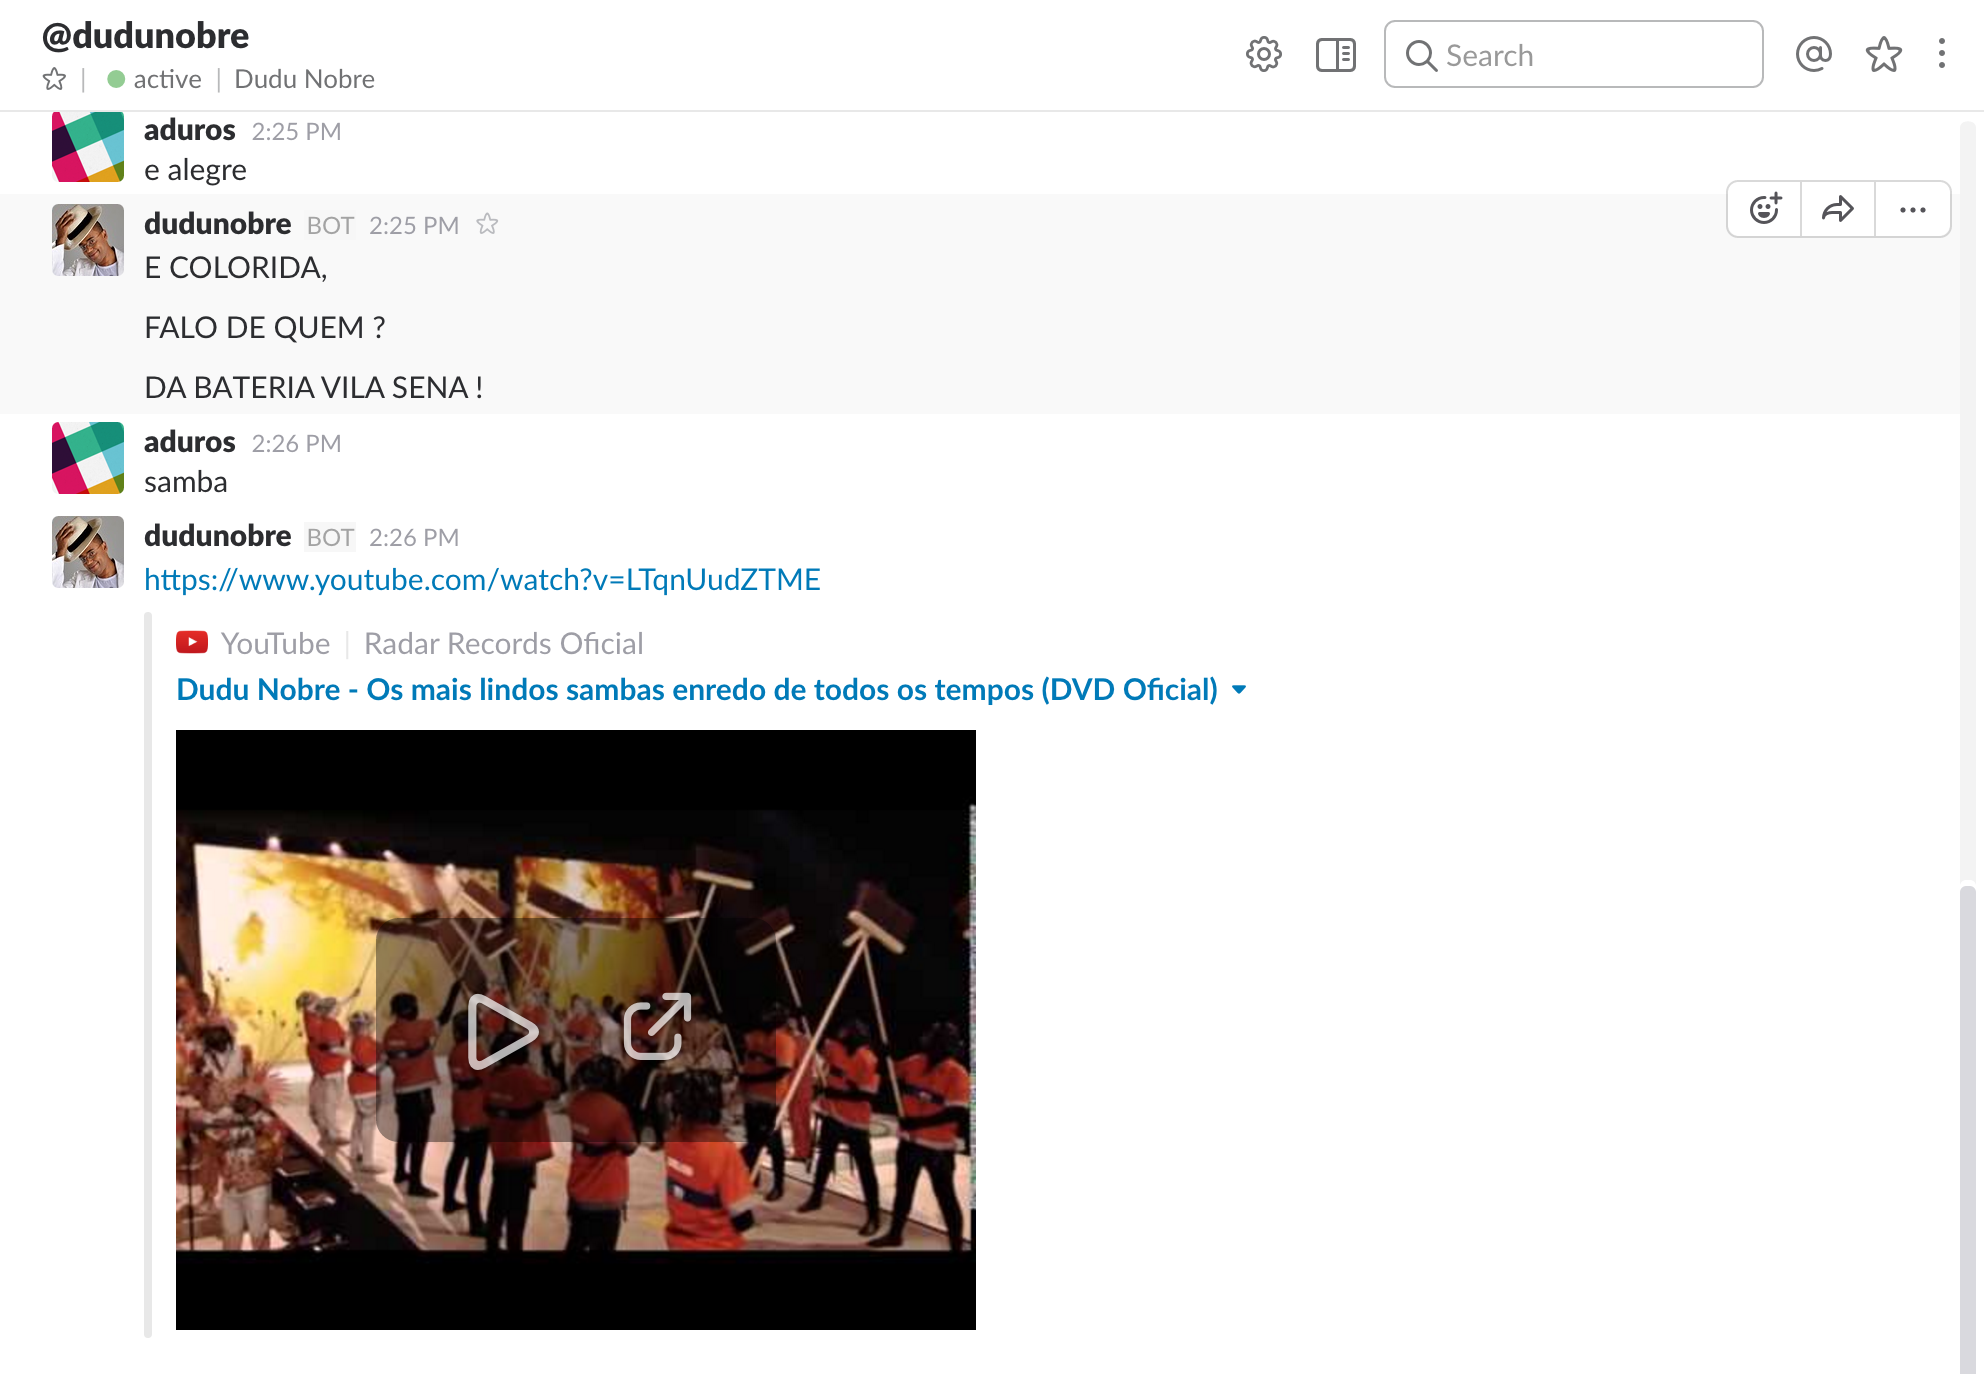 @dudunobre
active | Dudu Nobre
Search
aduros 2:25 PM
e alegre
dudunobre BOT 2:25 PM
E COLORIDA,
FALO DE QUEM ?
DA BATERIA VILA SENA !
aduros 2:26 PM
samba
dudunobre BOT 2:26 PM
https://www.youtube.com/watch?v=LTqnUudZTME
YouTube | Radar Records Oficial
Dudu Nobre - Os mais lindos sambas enredo de todos os tempos (DVD Oficial)